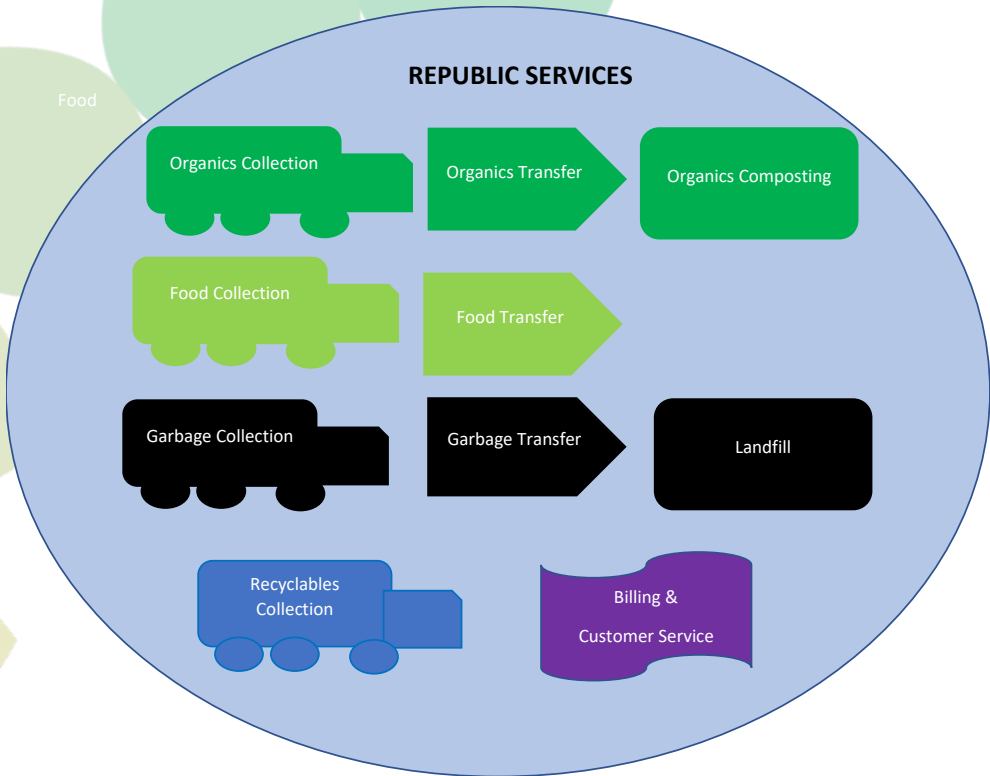 REPUBLIC SERVICES
Food
Organics Collection
Organics Transfer
Organics Composting
Food Collection
Food Transfer
Garbage Collection
Garbage Transfer
Landfill
Recyclables
Collection
Billing &
Customer Service